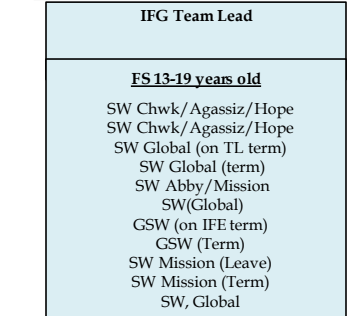 IFG Team Lead
FS 13-19 years old
SW Chwk/Agassiz/Hope
SW Chwk/Agassiz/Hope
SW Global (on TL term)
SW Global (term)
SW Abby/Mission
SW(Global)
GSW (on IFE term)
GSW (Term)
SW Mission (Leave)
SW Mission (Term)
SW, Global